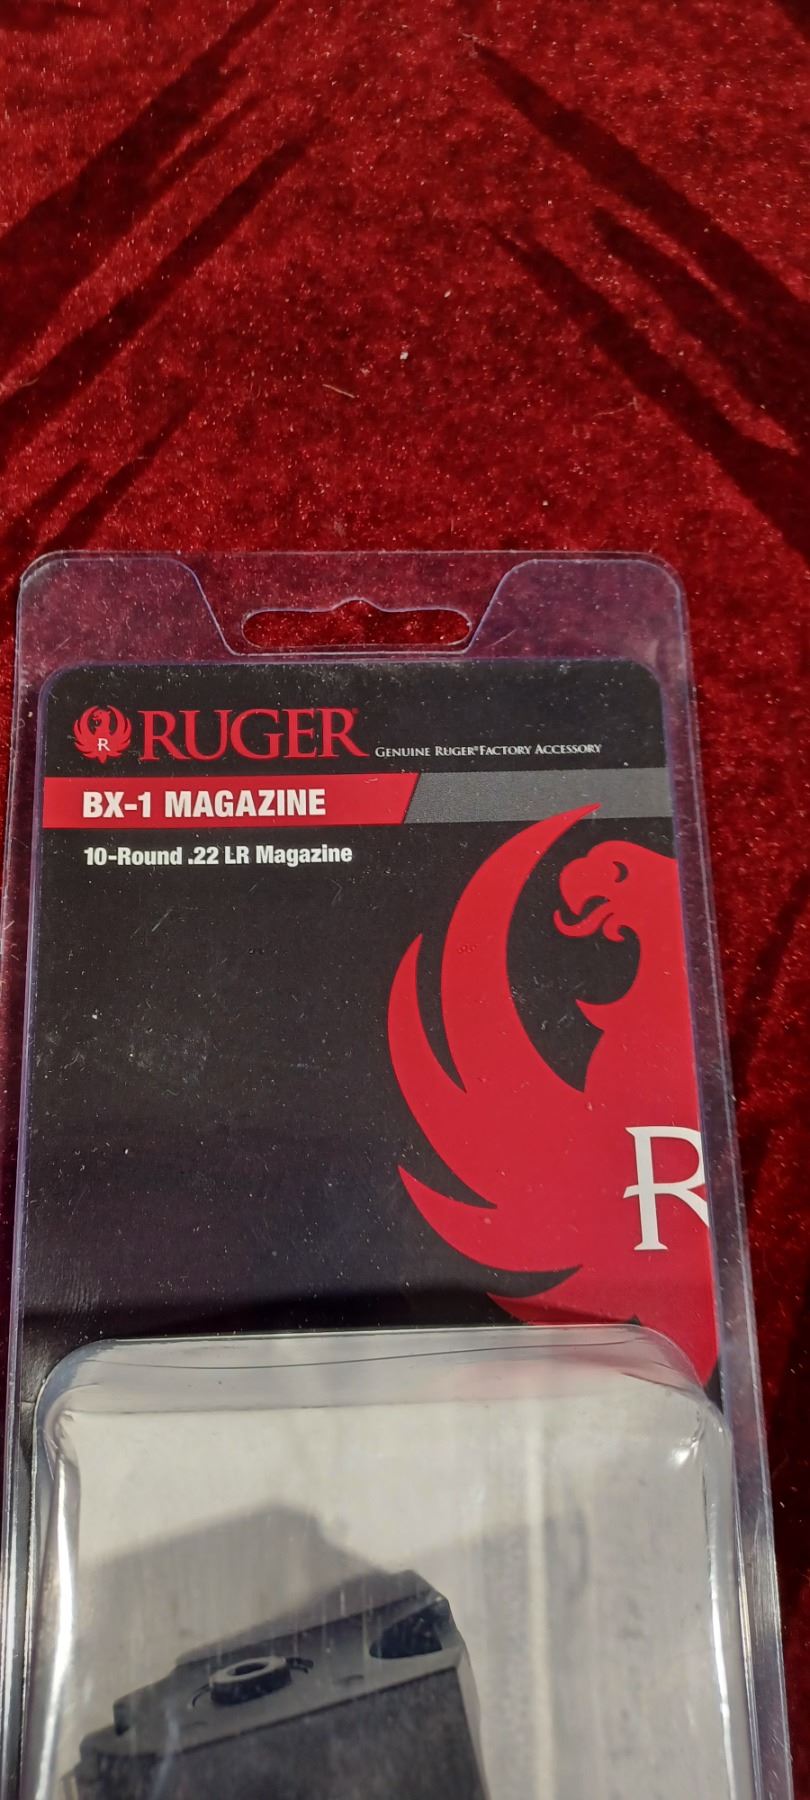 R RUGER®
GENUINE RUGER® FACTORY ACCESSORY
BX-1 MAGAZINE
10-Round .22 LR Magazine
R